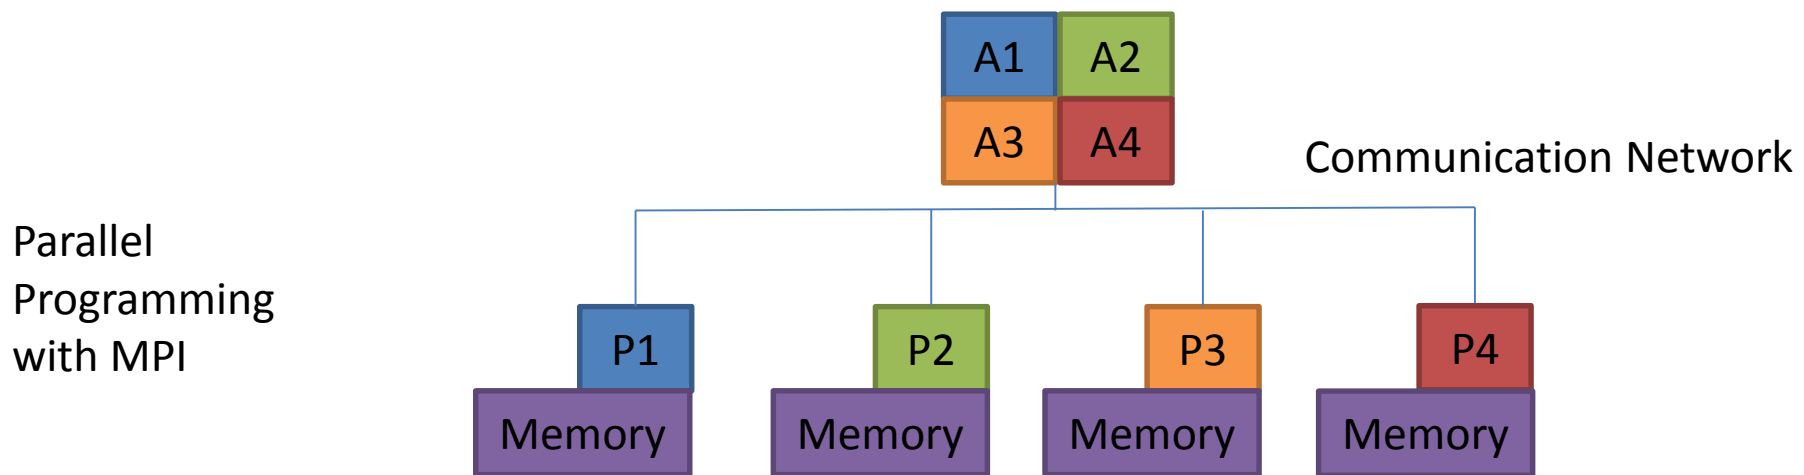 A1 A2
A3 A4
Communication Network
Parallel
Programming
with MPI
P1 P2 P3 P4
Memory Memory Memory Memory